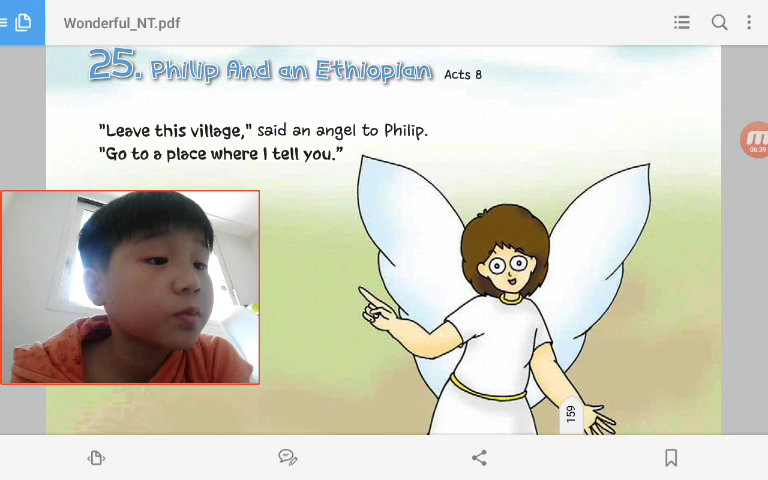 Wonderful_NT.pdf
25. Philip And an Ethiopian Acts 8
"Leave this village," said an angel to Philip.
"Go to a place where I tell you."
06:39
159